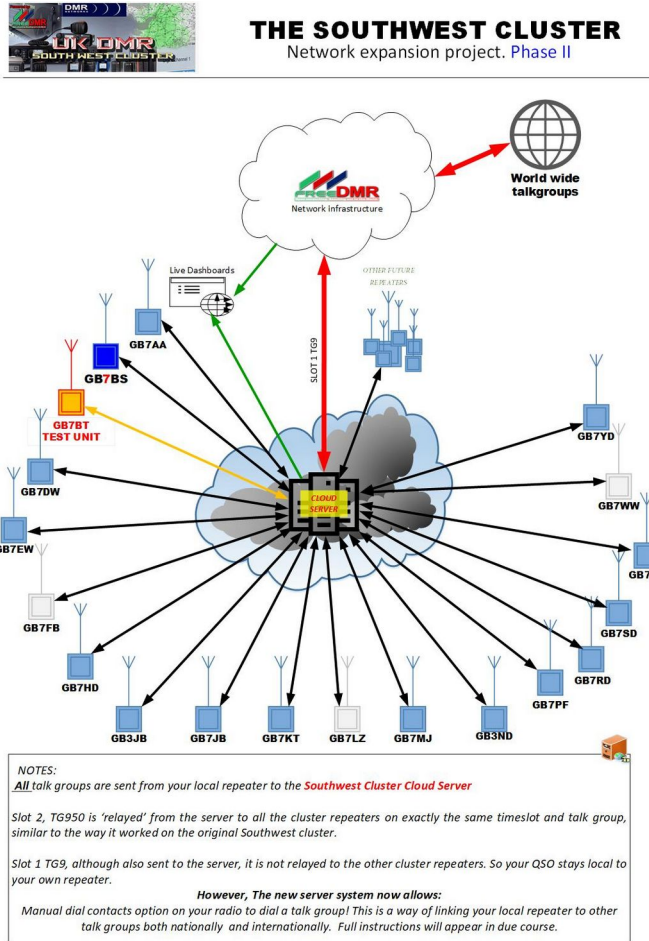 DMR
UK DMR
SOUTH WEST CLUSTER
THE SOUTHWEST CLUSTER
Network expansion project. Phase II
FREEDMR
Network infrastructure
World wide
talkgroups
Live Dashboards
OTHER FUTURE
REPEATERS
SLOT 1 TG9
GB7AA
GB7BS
GB7BT
TEST UNIT
GB7YD
GB7DW
GB7WW
CLOUD
SERVER
GB7EW
GB7
GB7FB
GB7SD
GB7HD
GB7RD
GB7PF
GB3JB
GB7JB
GB7KT
GB7LZ
GB7MJ
GB3ND
NOTES:
All talk groups are sent from your local repeater to the Southwest Cluster Cloud Server
Slot 2, TG950 is ‘relayed’ from the server to all the cluster repeaters on exactly the same timeslot and talk group,
similar to the way it worked on the original Southwest cluster.
Slot 1 TG9, although also sent to the server, it is not relayed to the other cluster repeaters. So your QSO stays local to
your own repeater.
However, The new server system now allows:
Manual dial contacts option on your radio to dial a talk group! This is a way of linking your local repeater to other
talk groups both nationally and internationally. Full instructions will appear in due course.